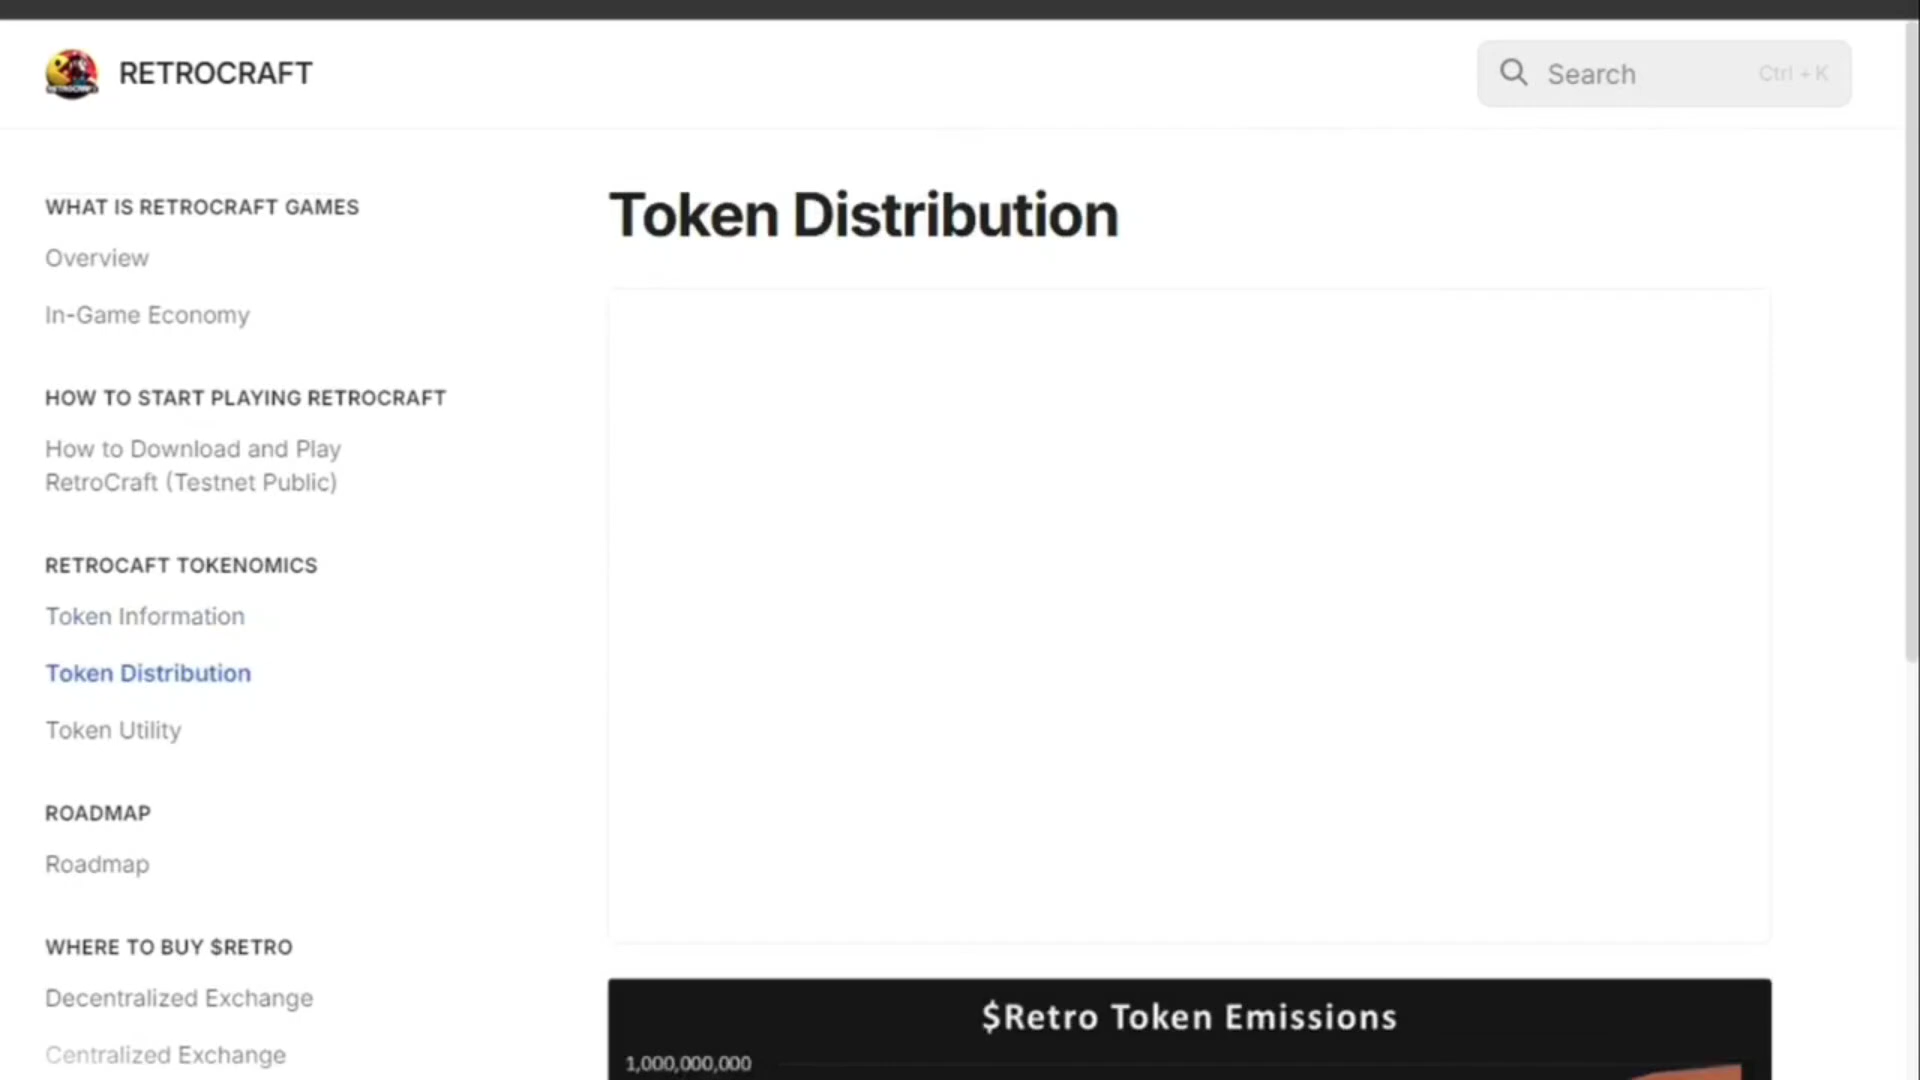 RETROCRAFT
Search
Ctrl + K
WHAT IS RETROCRAFT GAMES
Overview
In-Game Economy
HOW TO START PLAYING RETROCRAFT
How to Download and Play
RetroCraft (Testnet Public)
RETROCAFT TOKENOMICS
Token Information
Token Distribution
Token Utility
ROADMAP
Roadmap
WHERE TO BUY $RETRO
Decentralized Exchange
Centralized Exchange
Token Distribution
$Retro Token Emissions
1,000,000,000